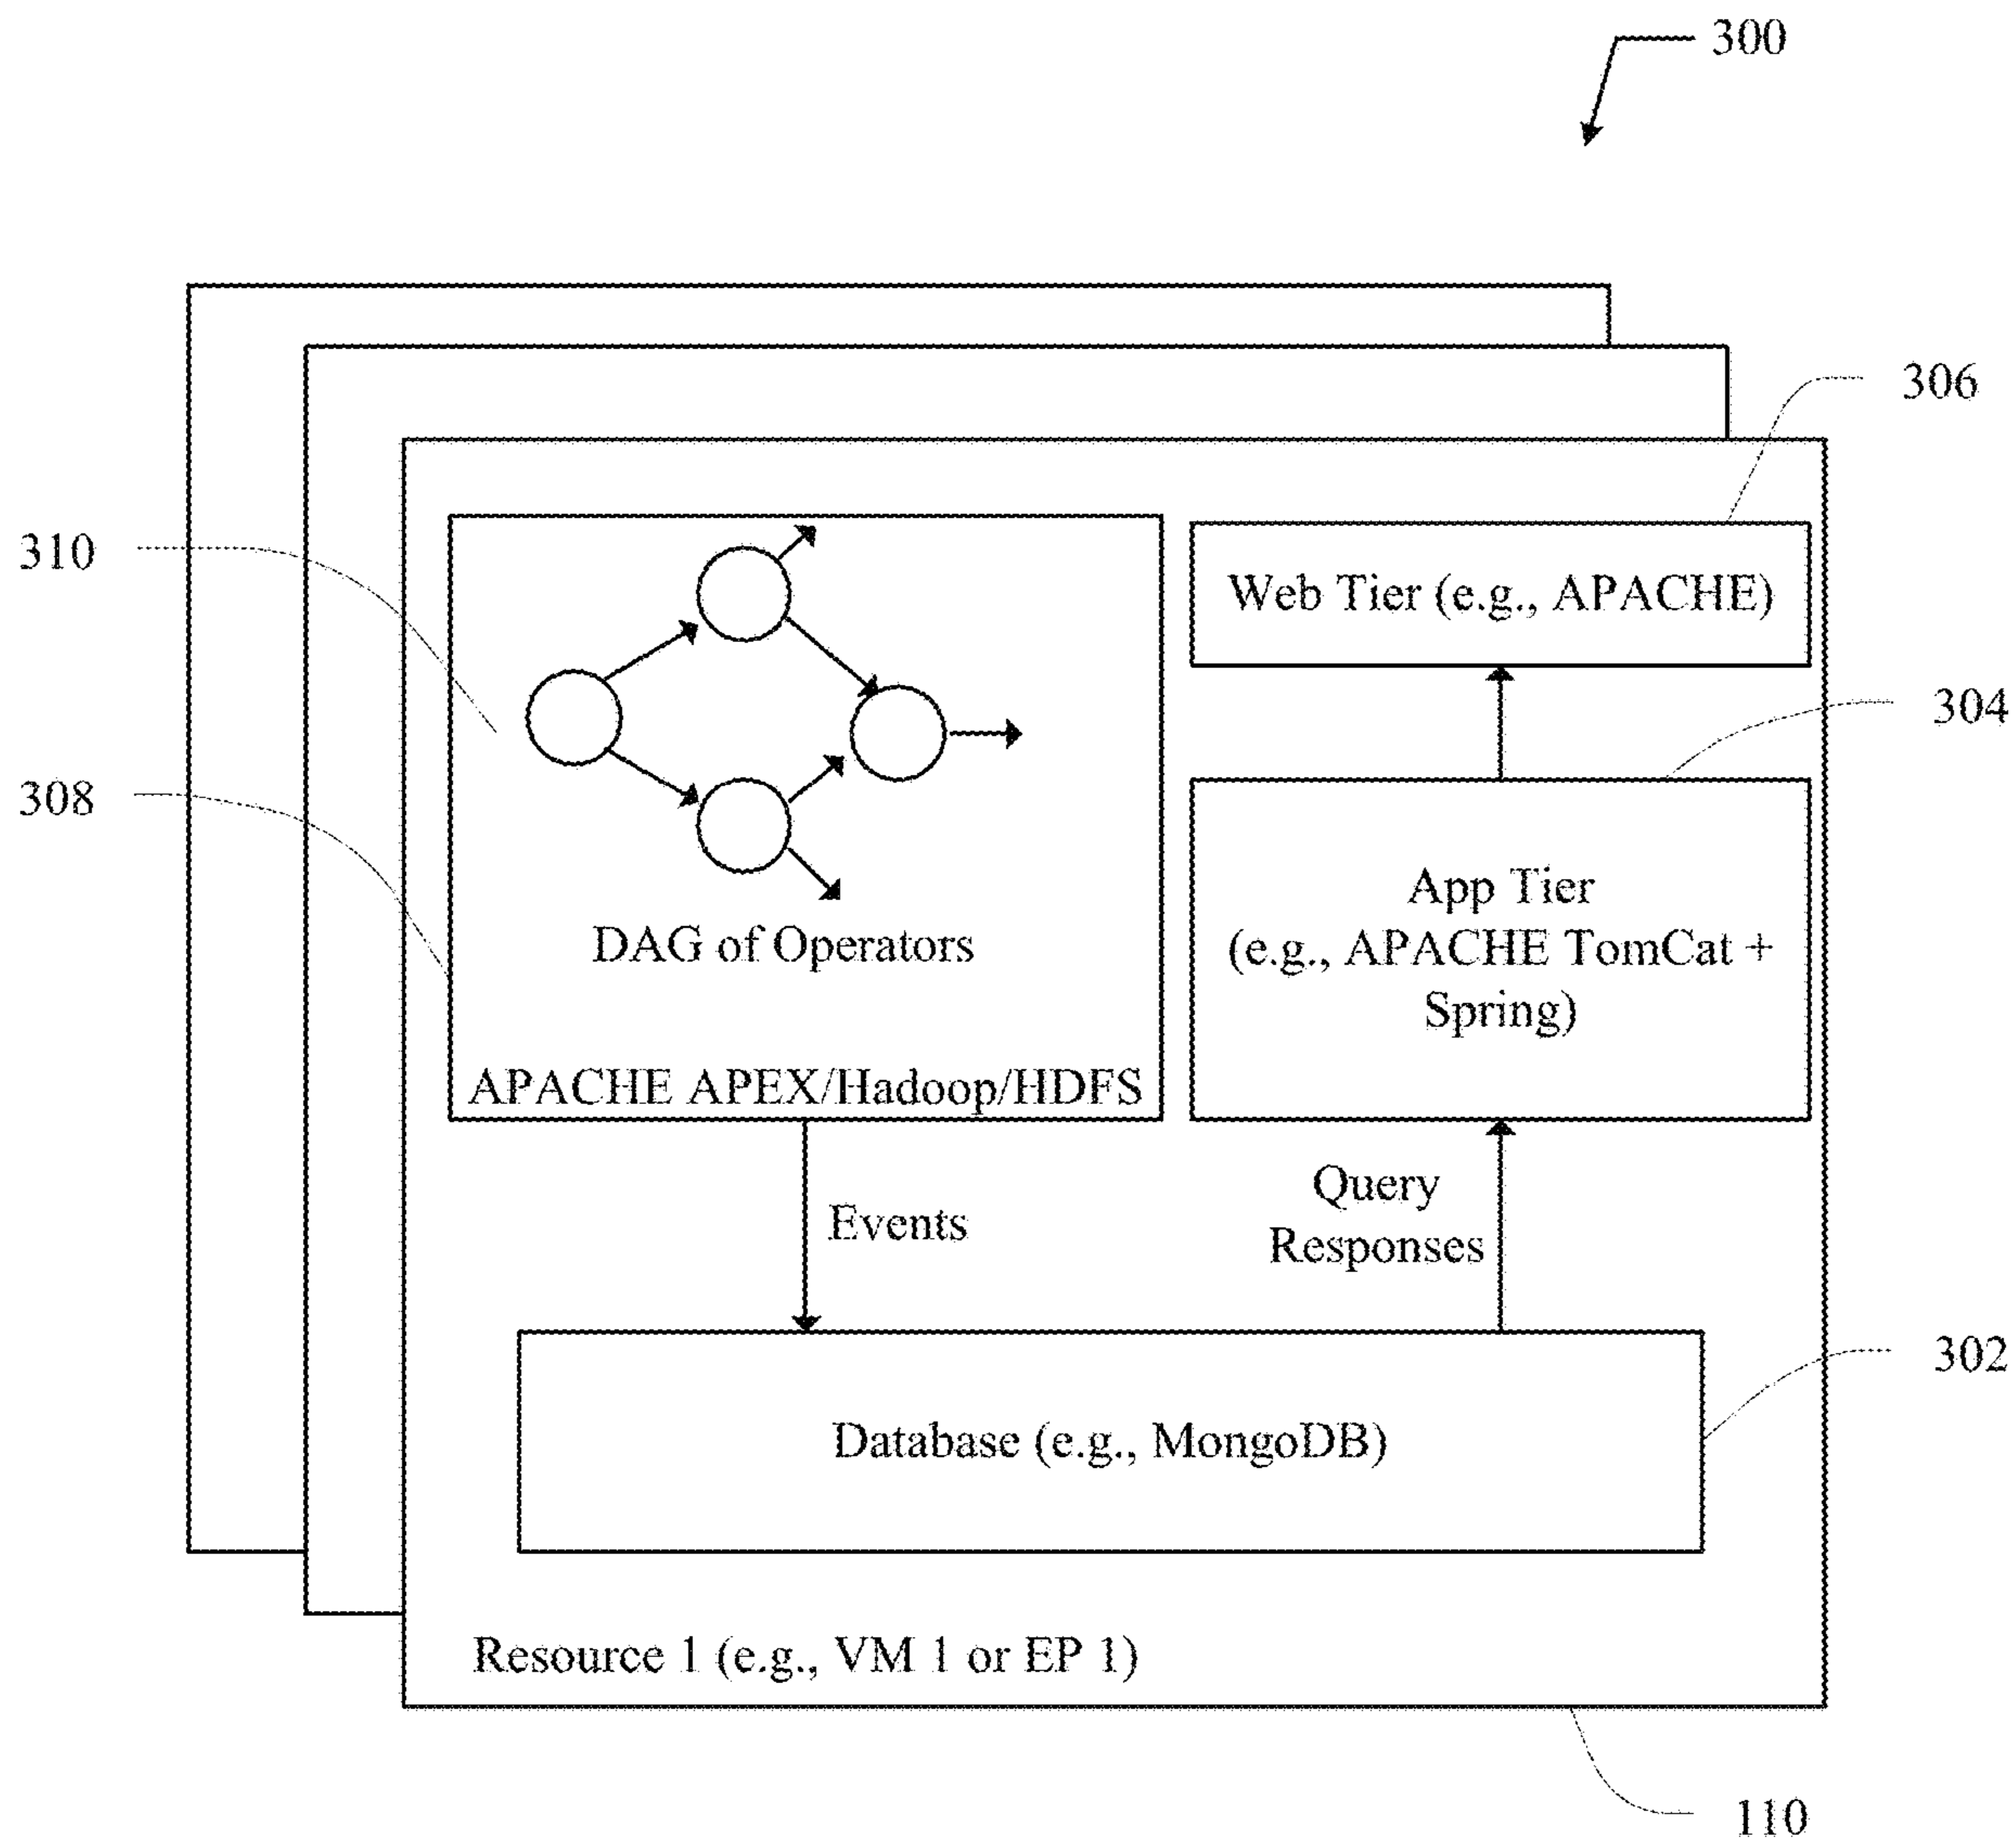 300
306
310
Web Tier (e.g., APACHE)
304
308
App Tier
(e.g., APACHE TomCat +
Spring)
DAG of Operators
APACHE APEX/Hadoop/HDFS
Events
Query
Responses
302
Database (e.g., MongoDB)
Resource 1 (e.g., VM 1 or EP 1)
110